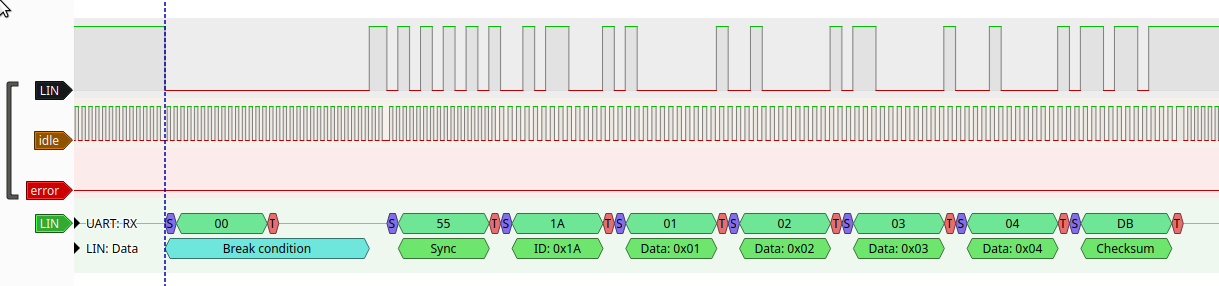 LIN
idle
error
LIN UART: RX S 00 T S 55 T S 1A T S 01 T S 02 T S 03 T S 04 T S DB T
LIN: Data Break condition Sync ID: 0x1A Data: 0x01 Data: 0x02 Data: 0x03 Data: 0x04 Checksum